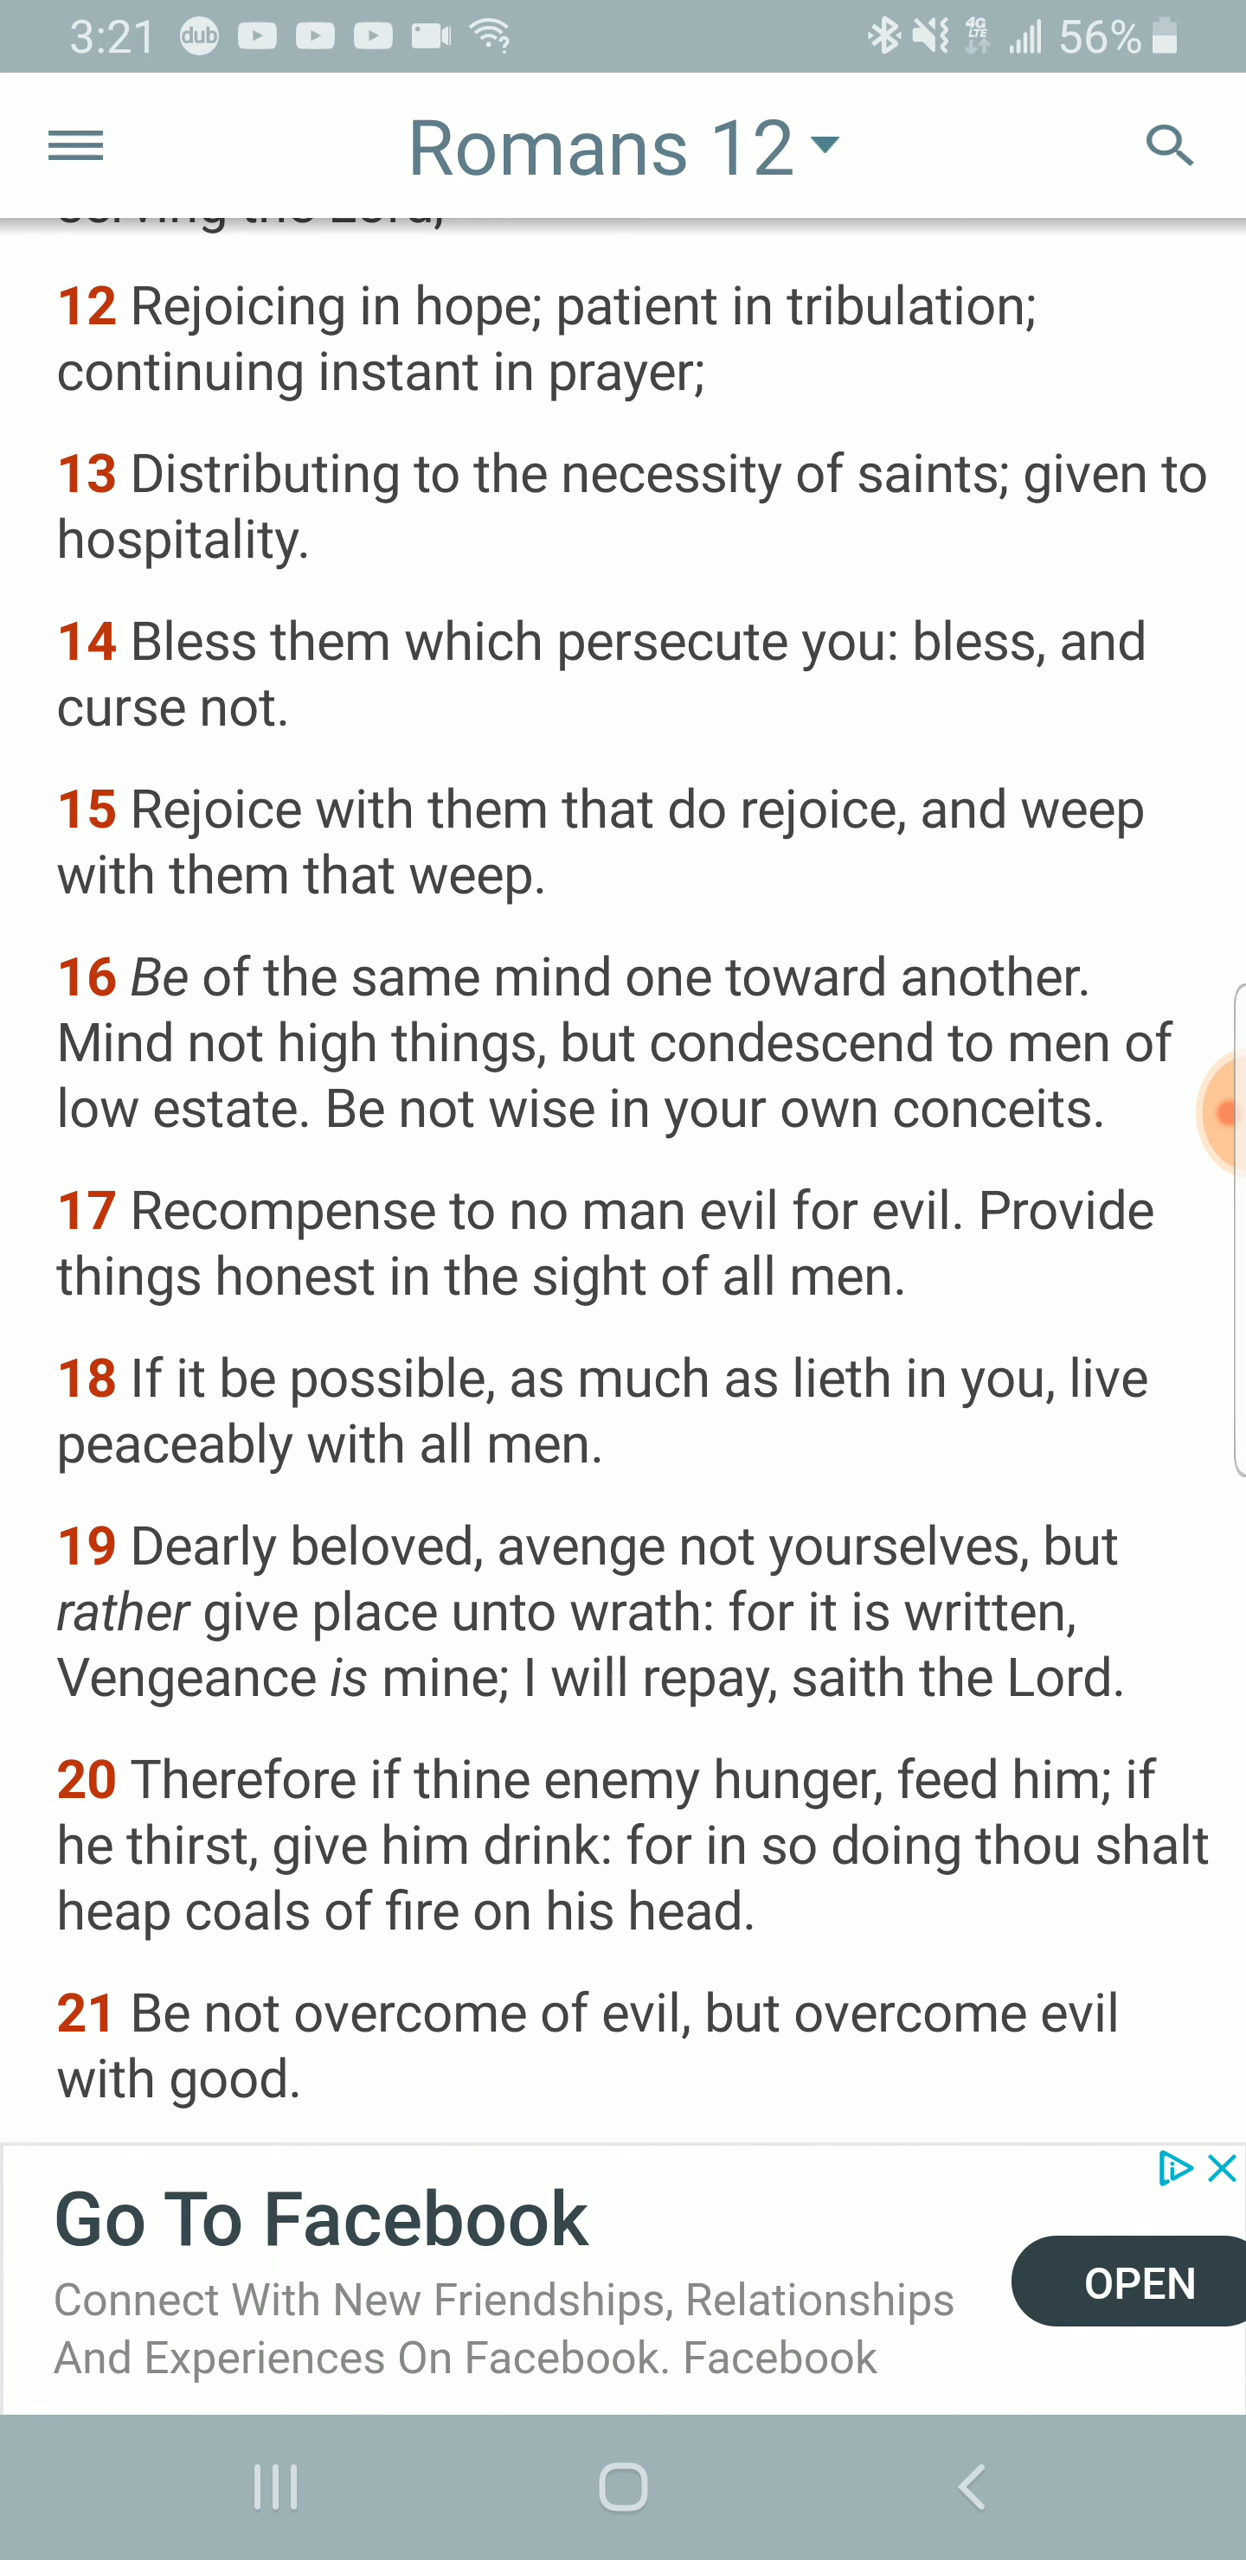 3:21 dub 4G LTE 56%
Romans 12
serving the Lord;
12 Rejoicing in hope; patient in tribulation;
continuing instant in prayer;
13 Distributing to the necessity of saints; given to
hospitality.
14 Bless them which persecute you: bless, and
curse not.
15 Rejoice with them that do rejoice, and weep
with them that weep.
16 Be of the same mind one toward another.
Mind not high things, but condescend to men of
low estate. Be not wise in your own conceits.
17 Recompense to no man evil for evil. Provide
things honest in the sight of all men.
18 If it be possible, as much as lieth in you, live
peaceably with all men.
19 Dearly beloved, avenge not yourselves, but
rather give place unto wrath: for it is written,
Vengeance is mine; I will repay, saith the Lord.
20 Therefore if thine enemy hunger, feed him; if
he thirst, give him drink: for in so doing thou shalt
heap coals of fire on his head.
21 Be not overcome of evil, but overcome evil
with good.
Go To Facebook
Connect With New Friendships, Relationships
And Experiences On Facebook. Facebook
OPEN